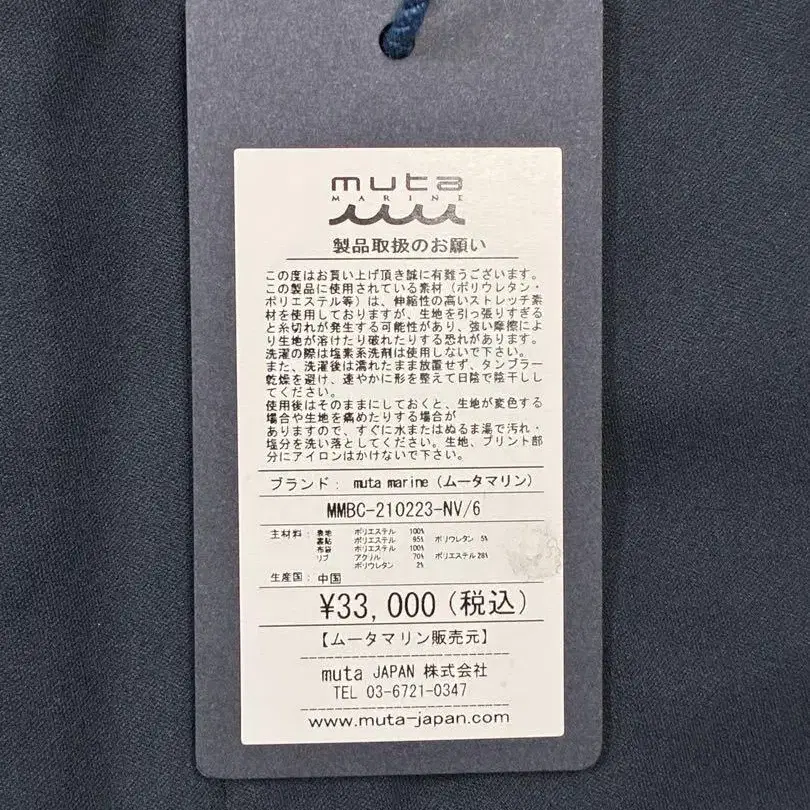 muta
MARINE
製品取扱のお願い
この度はお買い上げ頂き誠に有難うございます。
この製品に使用されている素材（ポリウレタン・
ポリエステル等）は、伸縮性の高いストレッチ素
材を使用しておりますが、生地を引っ張りすぎる
と糸切れが発生する可能性があり、強い摩擦によ
り生地が溶けたり破れたりする恐れがあります。
洗濯の際は塩素系洗剤は使用しないで下さい。
また、洗濯後は濡れたまま放置せず、タンブラー
乾燥を避け、速やかに形を整えて日陰で陰干しし
てください。
使用後はそのままにしておくと、生地が変色する
場合や生地を痛めたりする場合が
ありますので、すぐに水またはぬるま湯で汚れ・
塩分を洗い落としてください。生地、プリント部
分にアイロンはかけないで下さい。
ブランド： muta marine（ムータマリン）
MMBC-210223-NV/6
主材料： 表地 ポリエステル 100%
裏貼 ポリエステル 95% ポリウレタン 5%
布袋 ポリエステル 100%
リブ アクリル 70% ポリエステル 28%
ポリウレタン 2%
生産国： 中国
¥33,000（税込）
【ムータマリン販売元】
muta JAPAN 株式会社
TEL 03-6721-0347
www.muta-japan.com